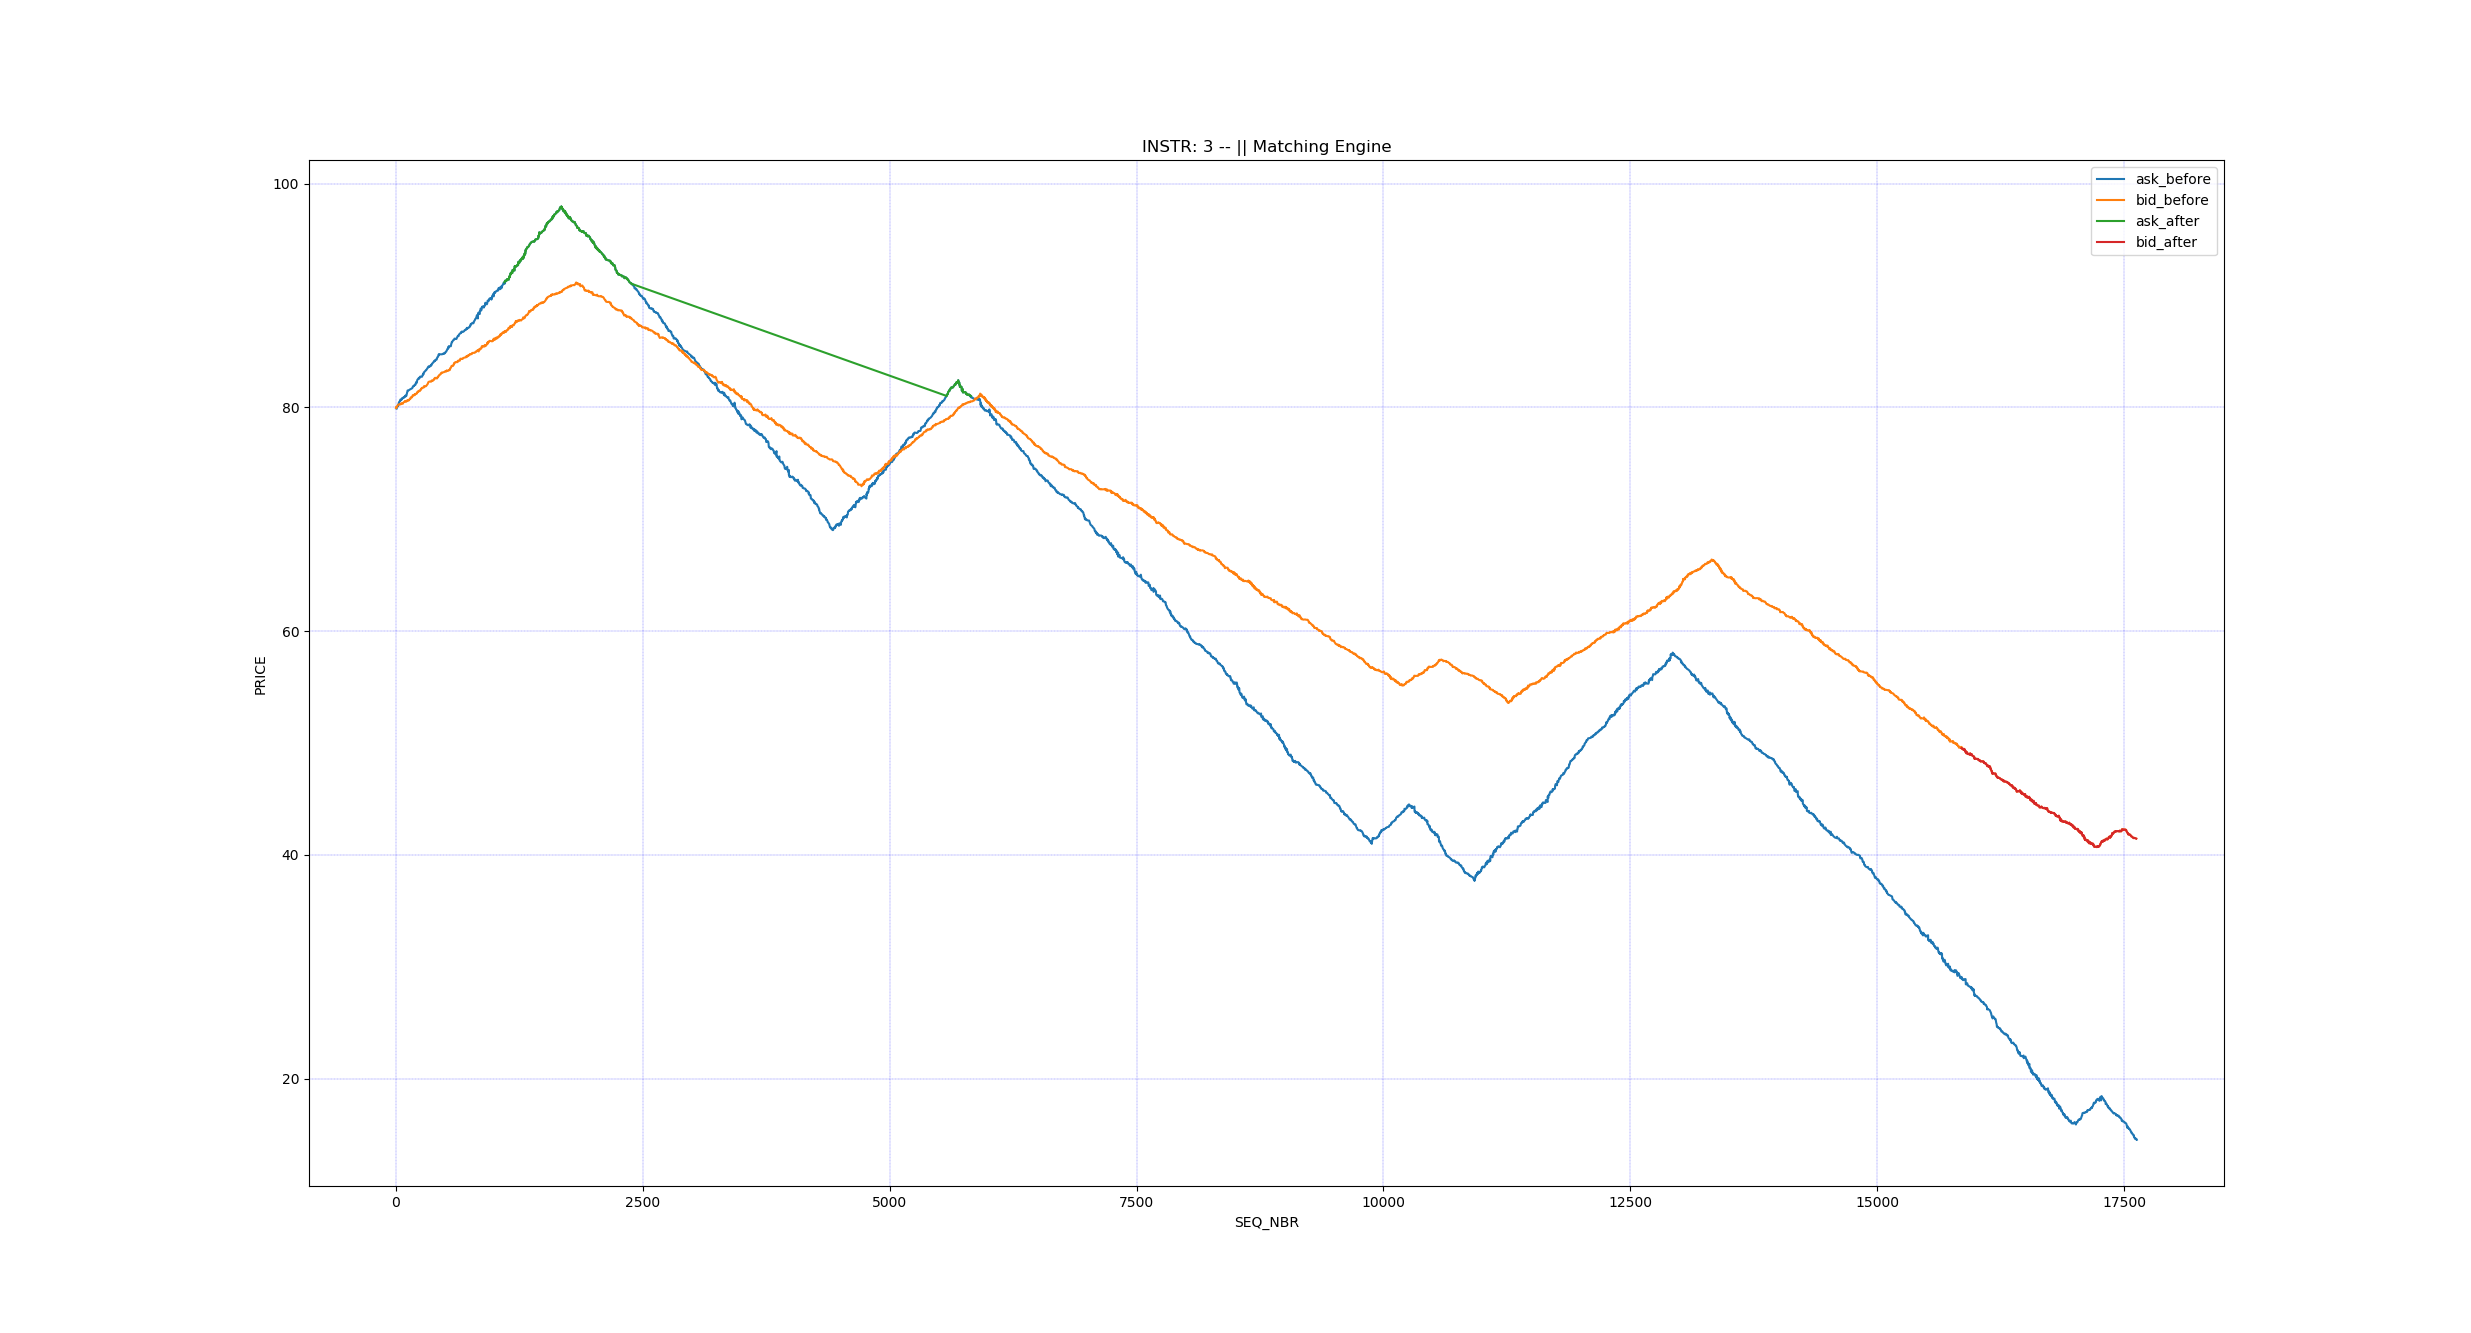 INSTR: 3 -- || Matching Engine
ask_before
bid_before
ask_after
bid_after
100
80
60
40
20
PRICE
0 2500 5000 7500 10000 12500 15000 17500
SEQ_NBR